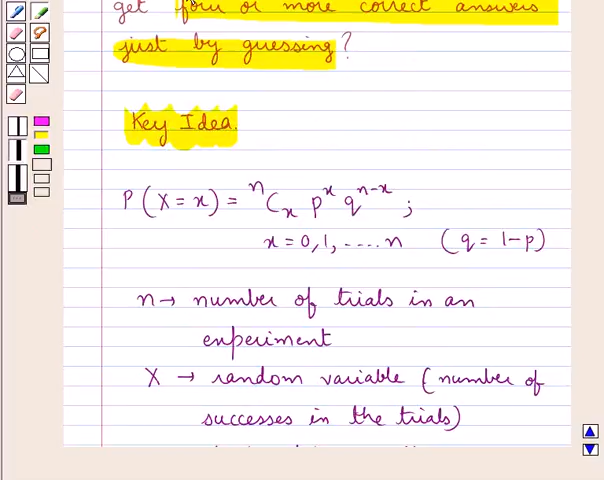 get four or more correct answers
just by guessing?
Key Idea.
P(X=x) = ⁿCₓ pˣ qⁿ⁻ˣ ;
x = 0, 1, ..... n (q = 1-p)
n → number of trials in an
experiment
X → random variable (number of
successes in the trials)